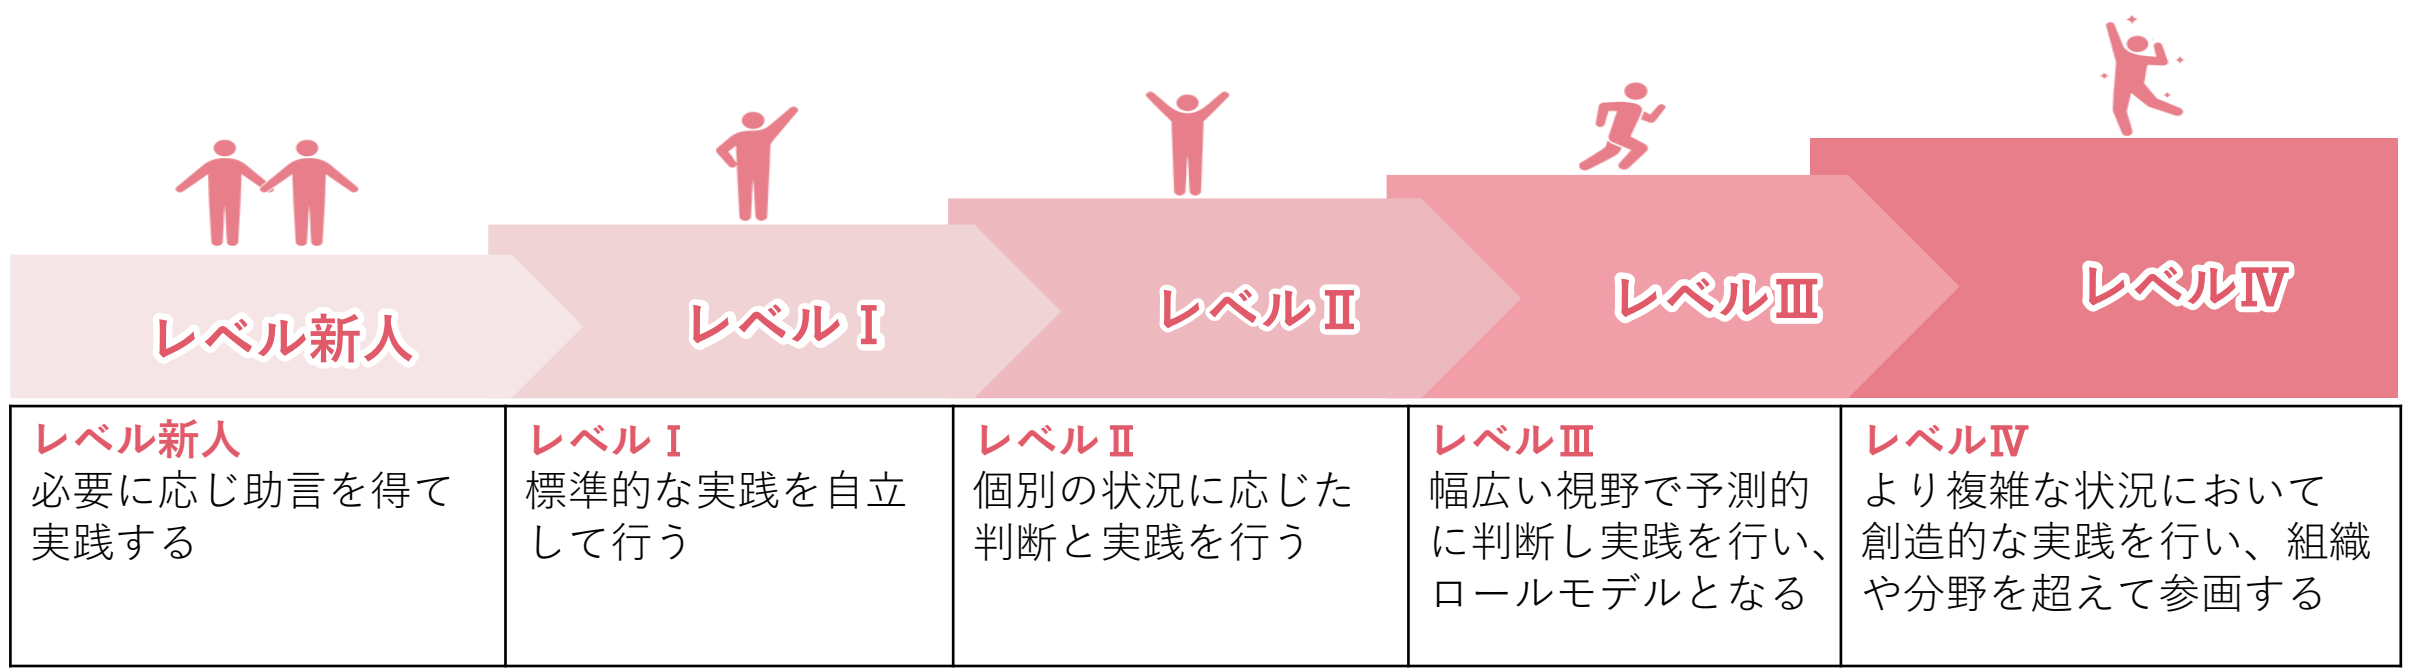 レベル新人
レベルⅠ
レベルⅡ
レベルⅢ
レベルⅣ
レベル新人
必要に応じ助言を得て
実践する
レベルⅠ
標準的な実践を自立
して行う
レベルⅡ
個別の状況に応じた
判断と実践を行う
レベルⅢ
幅広い視野で予測的
に判断し実践を行い、
ロールモデルとなる
レベルⅣ
より複雑な状況において
創造的な実践を行い、組織
や分野を超えて参画する